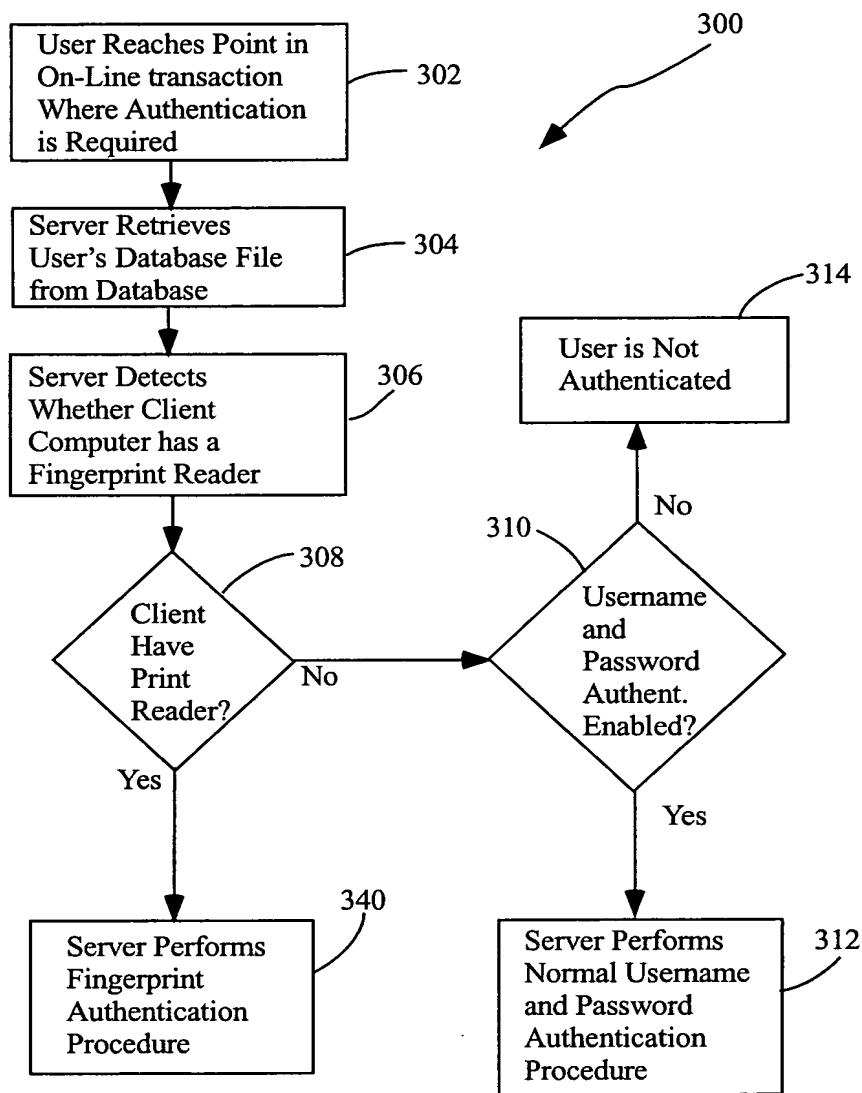 300
User Reaches Point in
On-Line transaction
Where Authentication
is Required
302
Server Retrieves
User's Database File
from Database
304
Server Detects
Whether Client
Computer has a
Fingerprint Reader
306
Client
Have
Print
Reader?
308
No
Yes
Username
and
Password
Authent.
Enabled?
310
No
Yes
User is Not
Authenticated
314
Server Performs
Fingerprint
Authentication
Procedure
340
Server Performs
Normal Username
and Password
Authentication
Procedure
312